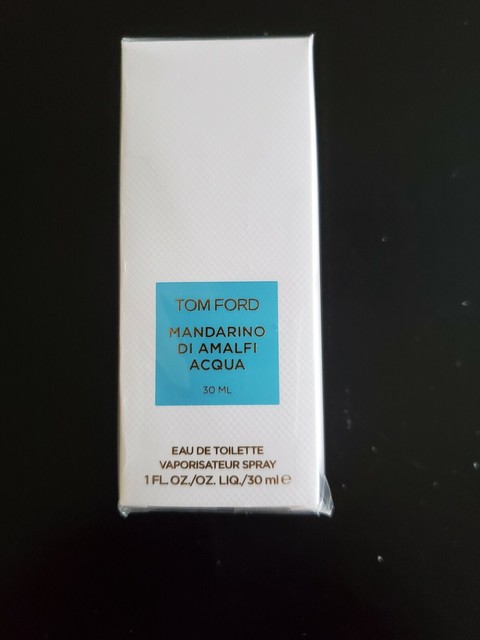 TOM FORD
MANDARINO
DI AMALFI
ACQUA
30 ML
EAU DE TOILETTE
VAPORISATEUR SPRAY
1 FL. OZ./OZ. LIQ./30 ml ℮